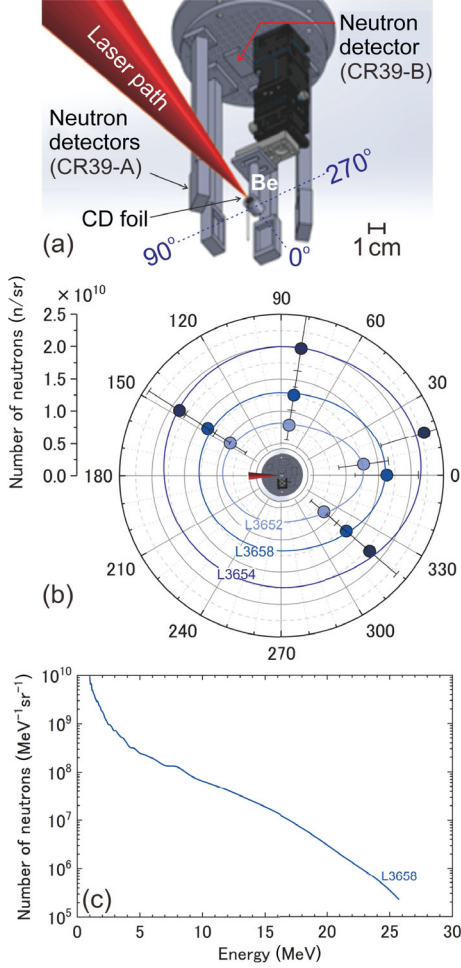 Laser path
Neutron
detector
(CR39-B)
Neutron
detectors
(CR39-A)
Be
270°
CD foil
90°
0°
1 cm
(a)
× 10¹⁰
Number of neutrons (n/sr)
2.5
2.0
1.5
1.0
0.5
0.0
90
120
60
150
30
180
0
210
330
240
300
270
L3652
L3658
L3654
(b)
Number of neutrons (MeV⁻¹sr⁻¹)
10¹⁰
10⁹
10⁸
10⁷
10⁶
10⁵
L3658
(c)
0 5 10 15 20 25 30
Energy (MeV)